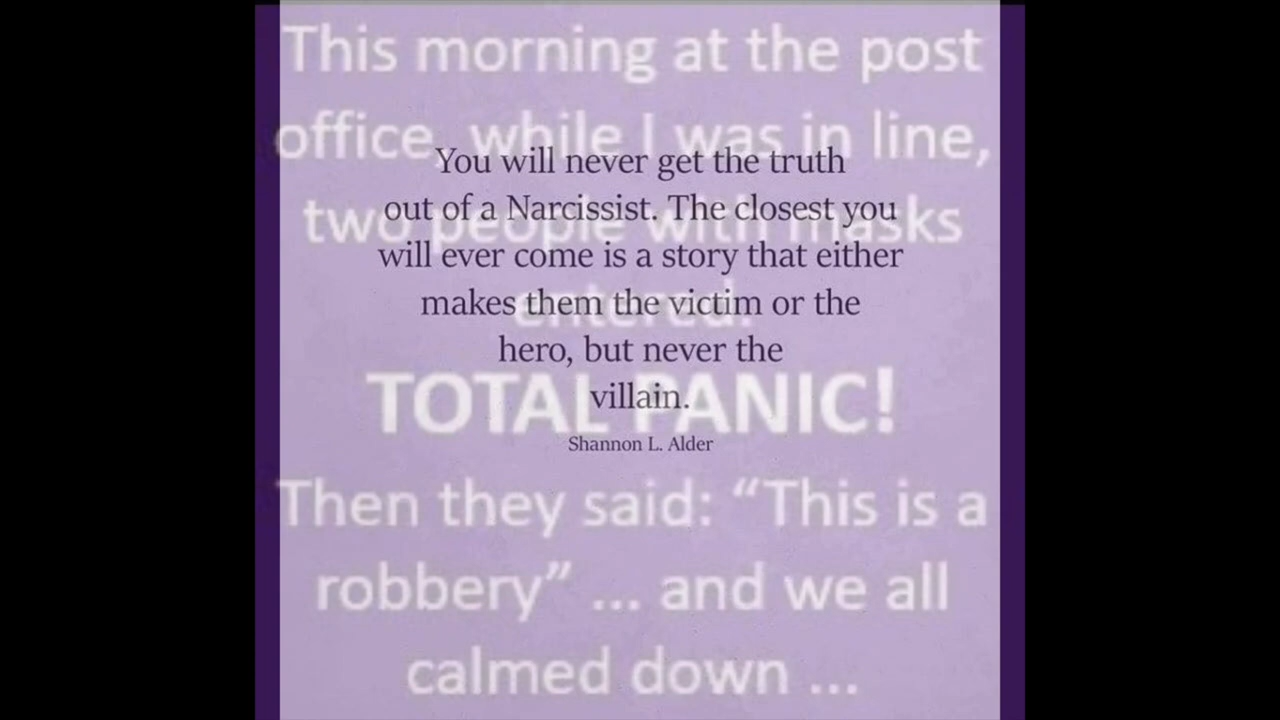 This morning at the post
office, while I was in line,
two people with masks
entered.
TOTAL PANIC!
Then they said: “This is a
robbery” ... and we all
calmed down ...
You will never get the truth
out of a Narcissist. The closest you
will ever come is a story that either
makes them the victim or the
hero, but never the
villain.
Shannon L. Alder